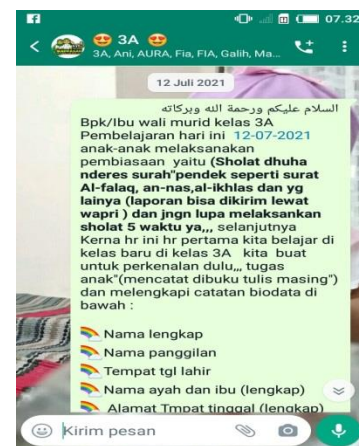 07.32
3A
3A, Ani, AURA, Fia, FIA, Galih, Ma...
12 Juli 2021
السلام عليكم ورحمة الله وبركاته
Bpk/Ibu wali murid kelas 3A
Pembelajaran hari ini 12-07-2021
anak-anak melaksanakan
pembiasaan yaitu (Sholat dhuha
nderes surah"pendek seperti surat
Al-falaq, an-nas,al-ikhlas dan yg
lainya (laporan bisa dikirim lewat
wapri ) dan jngn lupa melaksankan
sholat 5 waktu ya,,, selanjutnya
Kerna hr ini hr pertama kita belajar di
kelas baru di kelas 3A kita buat
untuk perkenalan dulu,,, tugas
anak"(mencatat dibuku tulis masing")
dan melengkapi catatan biodata di
bawah :
Nama lengkap
Nama panggilan
Tempat tgl lahir
Nama ayah dan ibu (lengkap)
Alamat Tmpat tinggal (lengkap)
Kirim pesan